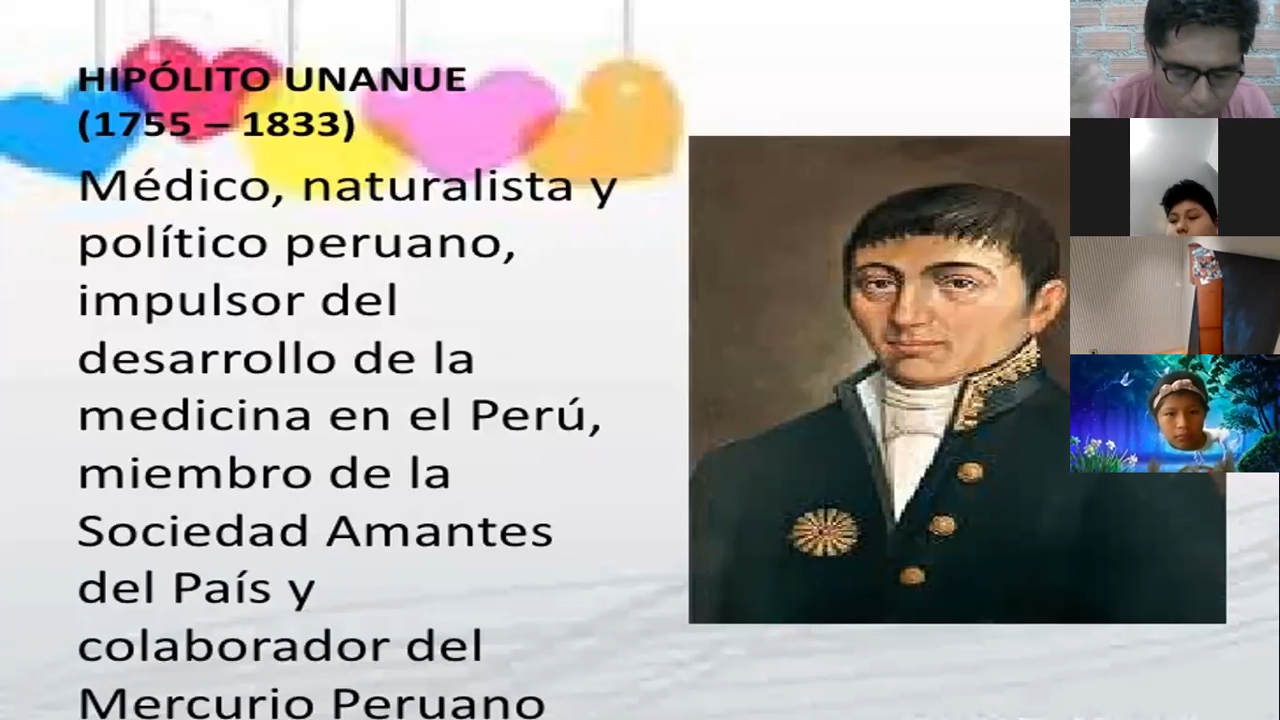 HIPÓLITO UNANUE
(1755 – 1833)
Médico, naturalista y
político peruano,
impulsor del
desarrollo de la
medicina en el Perú,
miembro de la
Sociedad Amantes
del País y
colaborador del
Mercurio Peruano